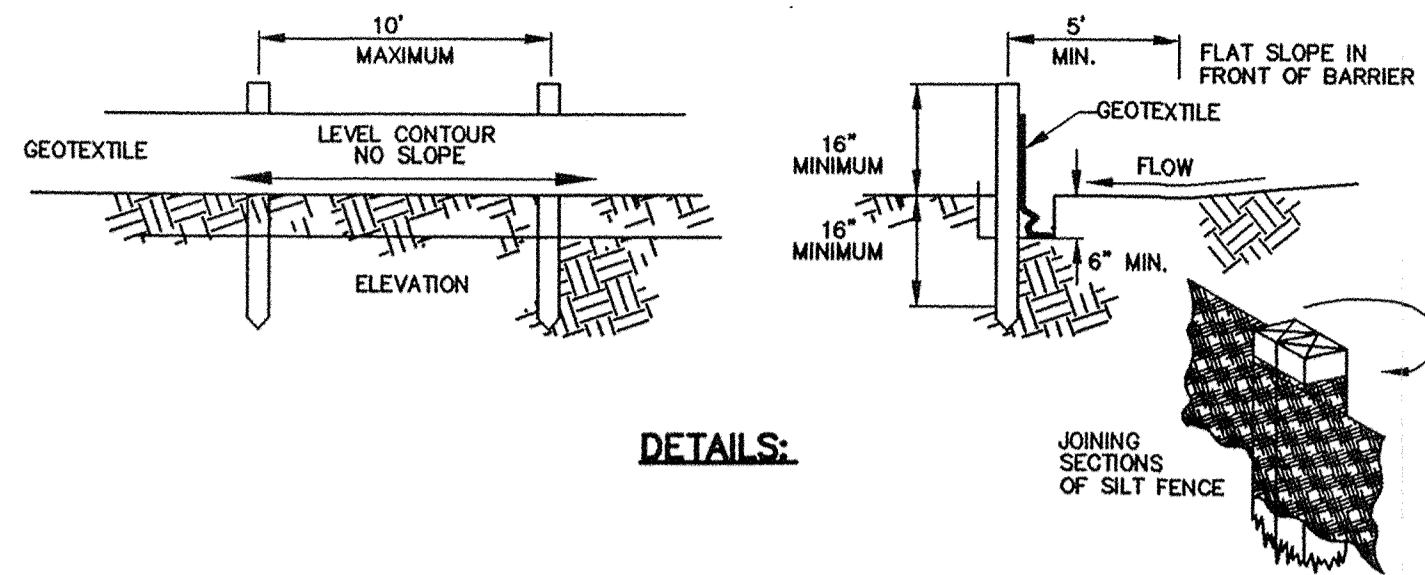 10'
MAXIMUM
GEOTEXTILE
LEVEL CONTOUR
NO SLOPE
ELEVATION
5'
MIN.
FLAT SLOPE IN
FRONT OF BARRIER
GEOTEXTILE
16"
MINIMUM
FLOW
16"
MINIMUM
6" MIN.
DETAILS:
JOINING
SECTIONS
OF SILT FENCE